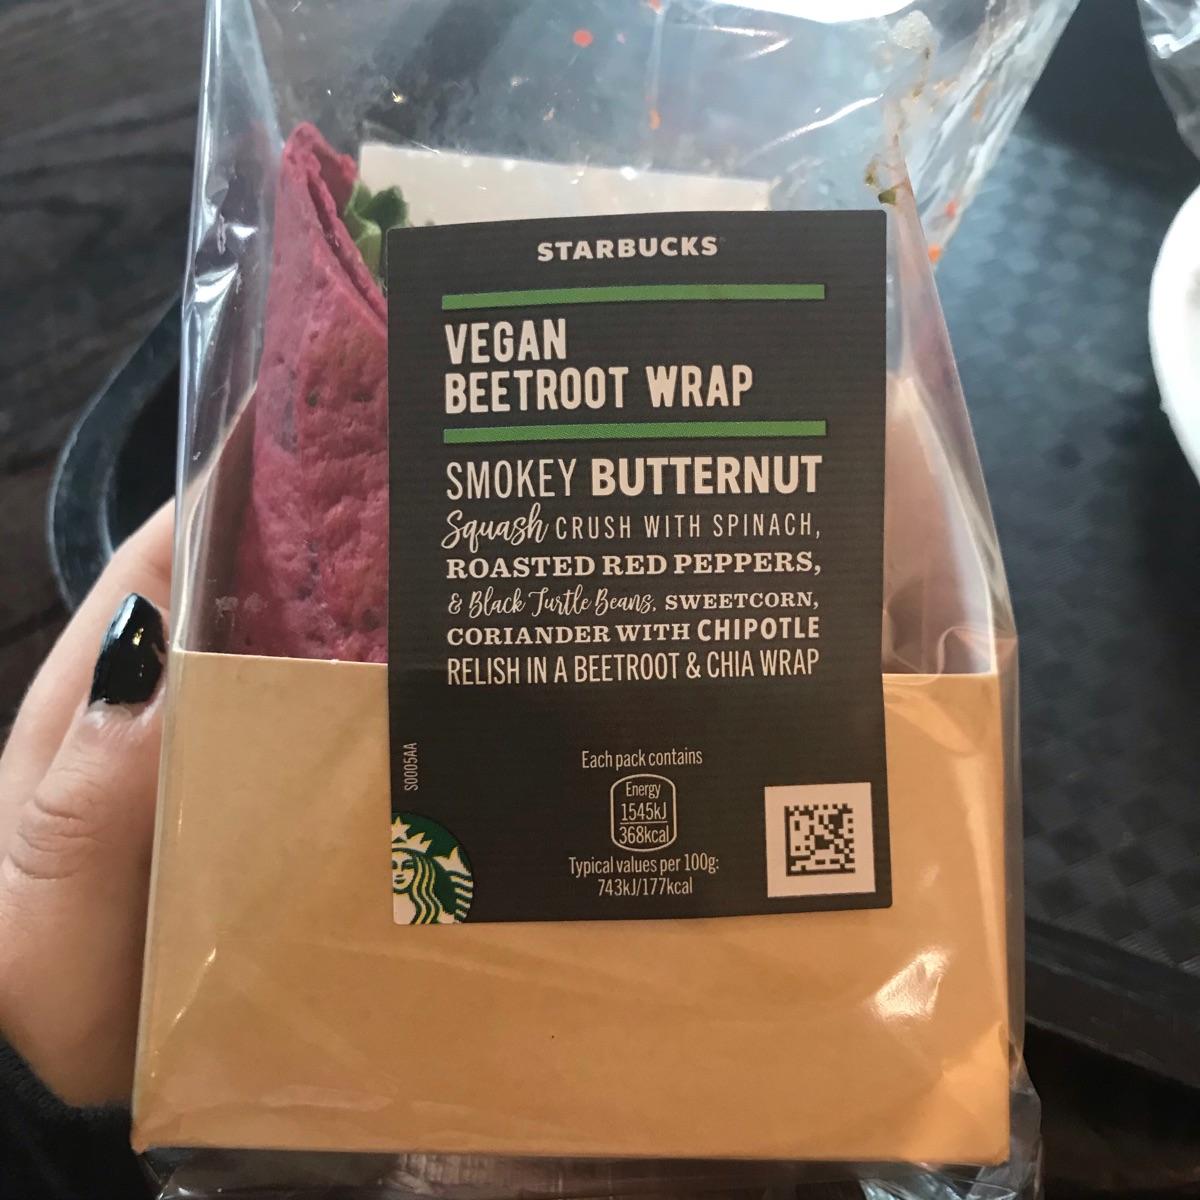 STARBUCKS
VEGAN
BEETROOT WRAP
SMOKEY BUTTERNUT
Squash CRUSH WITH SPINACH,
ROASTED RED PEPPERS,
& Black Turtle Beans, SWEETCORN,
CORIANDER WITH CHIPOTLE
RELISH IN A BEETROOT & CHIA WRAP
S0005AA
Each pack contains
Energy
1545kJ
368kcal
Typical values per 100g:
743kJ/177kcal